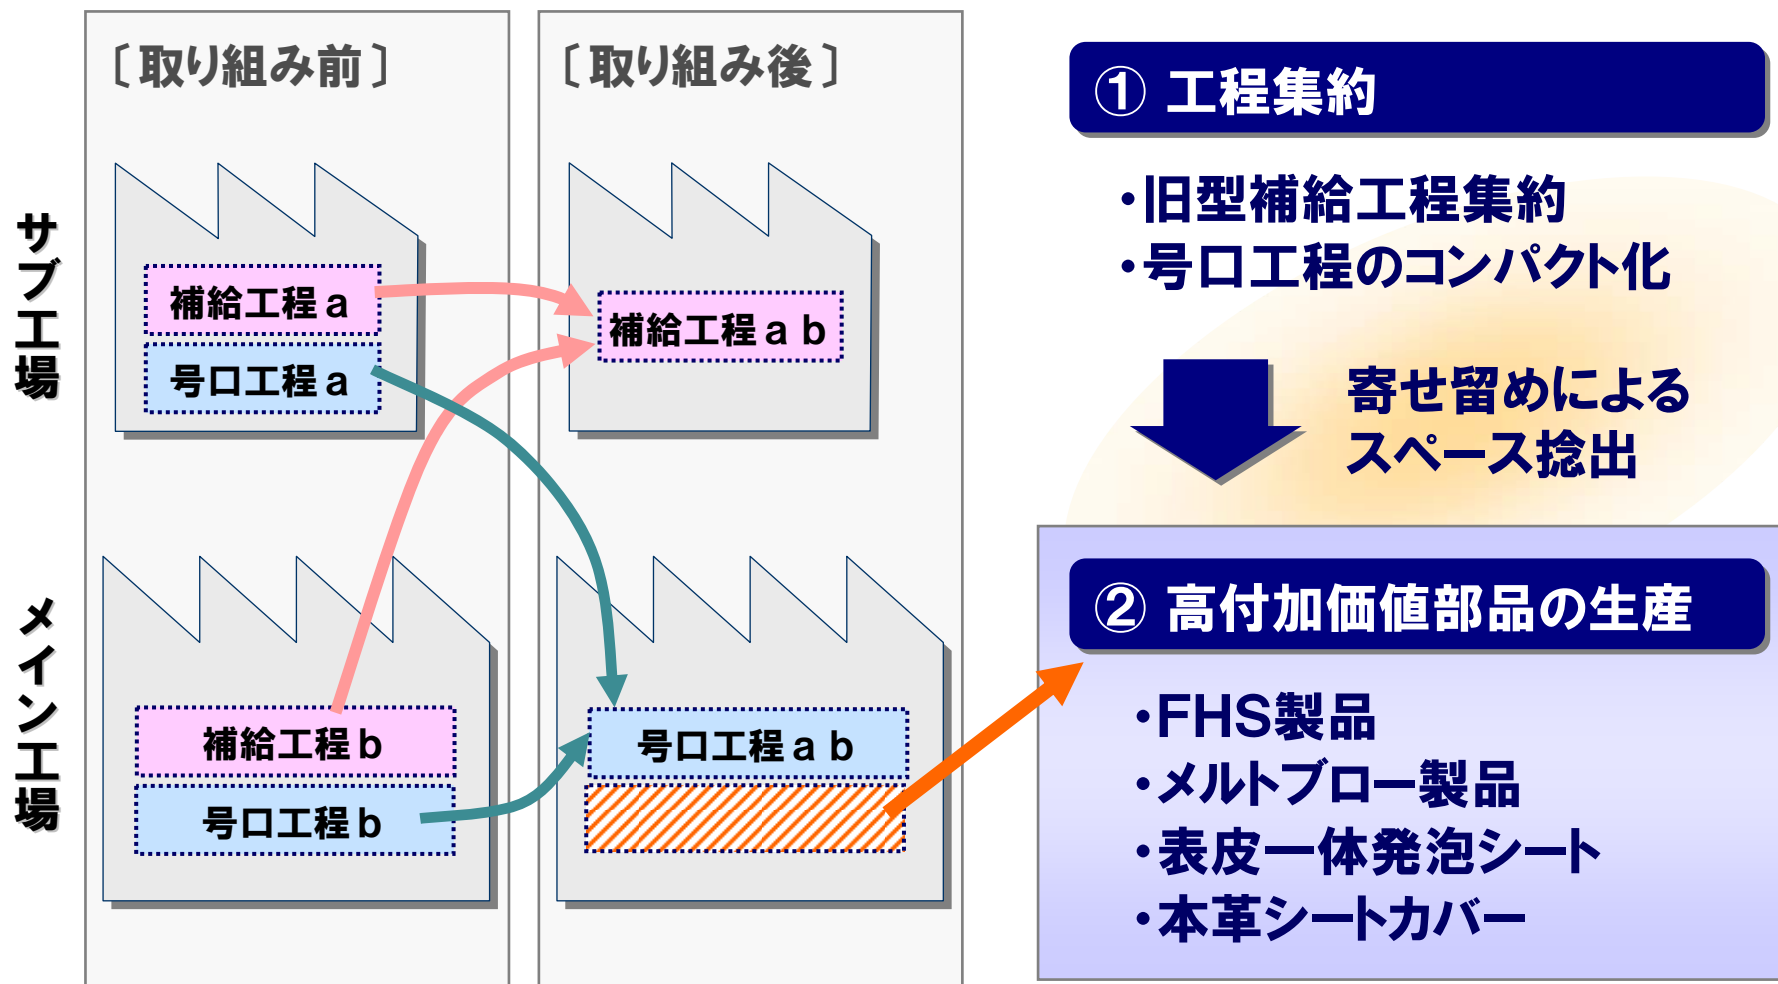 〔取り組み前〕
〔取り組み後〕
サブ工場
補給工程a
号口工程a
補給工程ab
メイン工場
補給工程b
号口工程b
号口工程ab
① 工程集約
・旧型補給工程集約
・号口工程のコンパクト化
寄せ留めによる
スペース捻出
② 高付加価値部品の生産
・FHS製品
・メルトブロー製品
・表皮一体発泡シート
・本革シートカバー